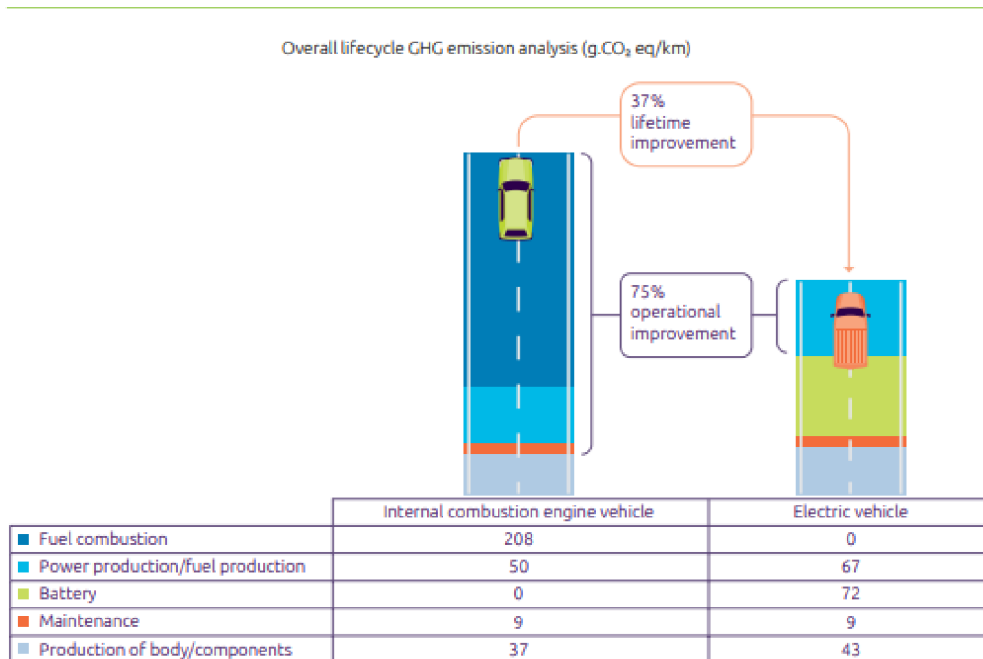 Overall lifecycle GHG emission analysis (g.CO₂ eq/km)
37%
lifetime
improvement
75%
operational
improvement
Internal combustion engine vehicle Electric vehicle
Fuel combustion 208 0
Power production/fuel production 50 67
Battery 0 72
Maintenance 9 9
Production of body/components 37 43